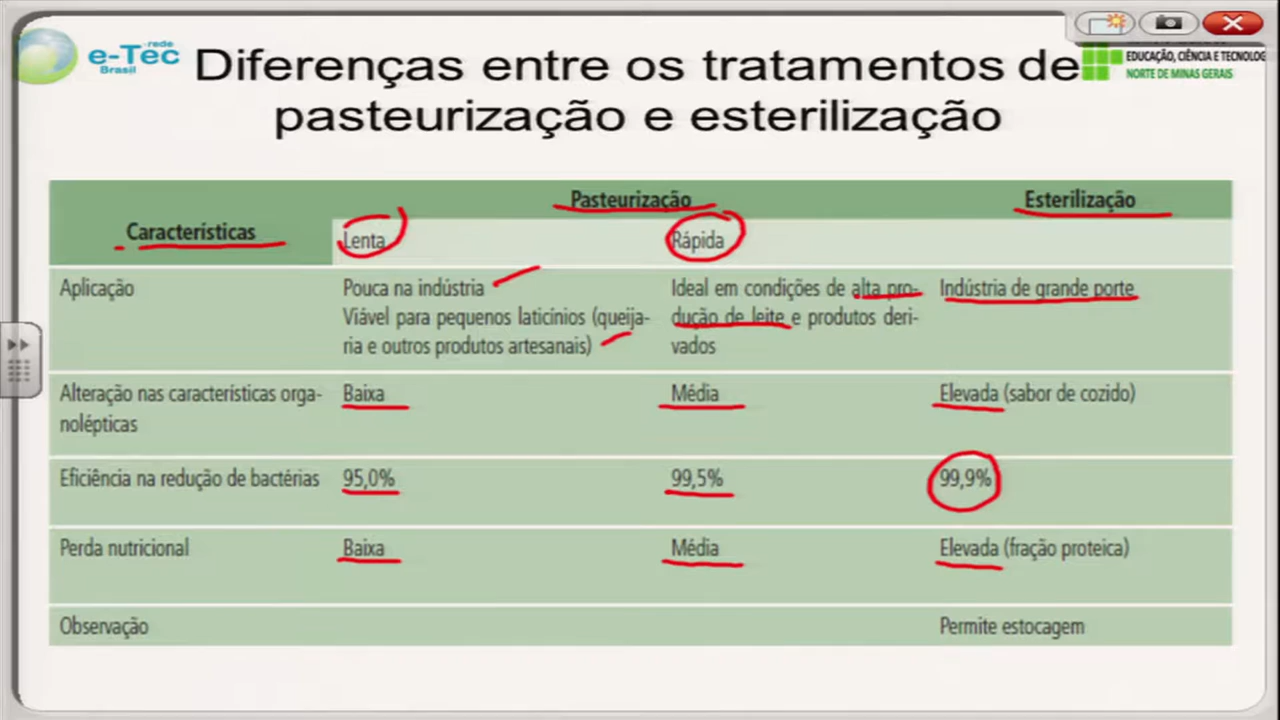 rede
e-Tec
Brasil
Diferenças entre os tratamentos de
pasteurização e esterilização
EDUCAÇÃO, CIÊNCIA E TECNOLOG
NORTE DE MINAS GERAIS
Características
Pasteurização
Esterilização
Lenta
Rápida
Aplicação
Pouca na indústria
Viável para pequenos laticínios (queija-
ria e outros produtos artesanais)
Ideal em condições de alta pro-
dução de leite e produtos deri-
vados
Indústria de grande porte
Alteração nas características orga-
nolépticas
Baixa
Média
Elevada (sabor de cozido)
Eficiência na redução de bactérias
95,0%
99,5%
99,9%
Perda nutricional
Baixa
Média
Elevada (fração proteica)
Observação
Permite estocagem